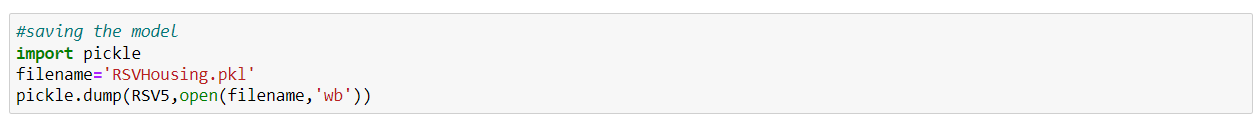 #saving the model
import pickle
filename='RSVHousing.pkl'
pickle.dump(RSV5,open(filename,'wb'))